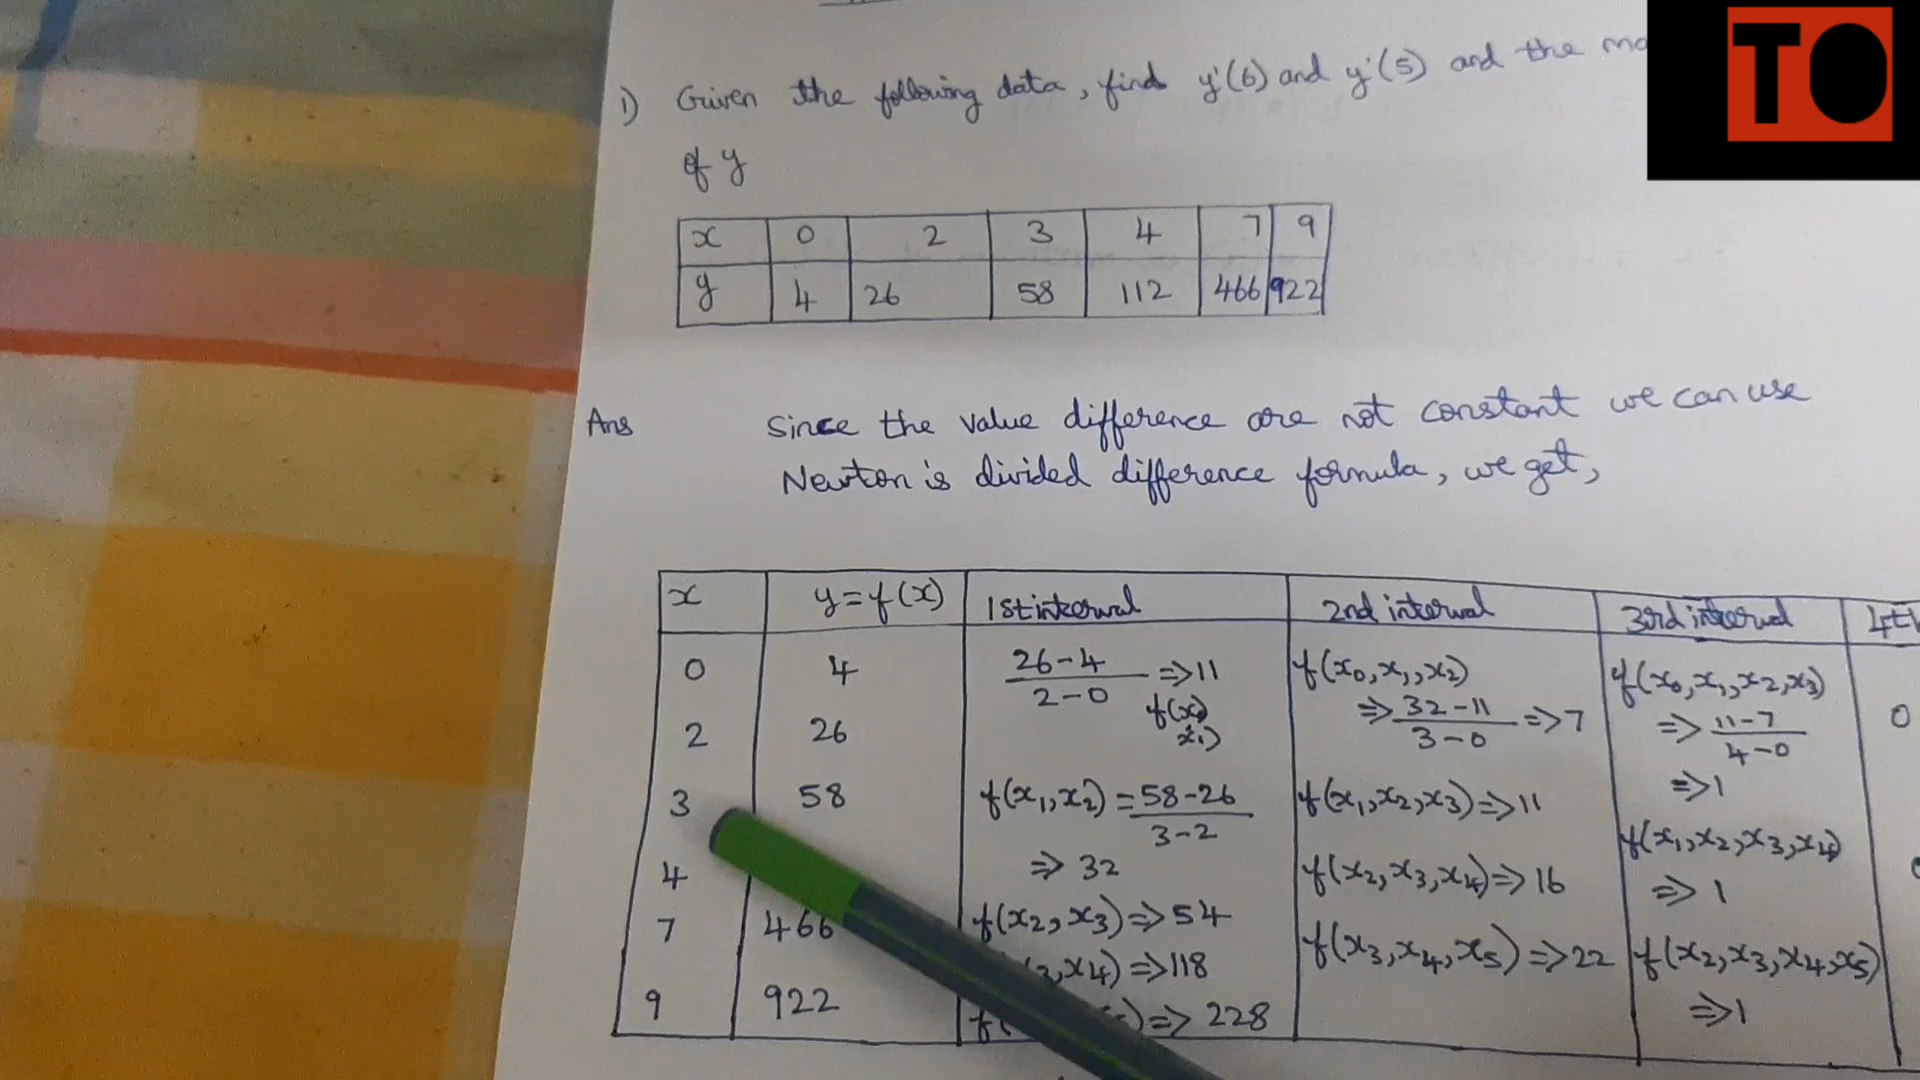 TO
1) Given the following data, find y'(6) and y'(5) and the
of y
x 0 2 3 4 7 9
y 4 26 58 112 466 922
Ans Since the value difference are not constant we can use
Newton is divided difference formula, we get,
x y=f(x) 1st interval 2nd interval 3rd interval
0 4 26-4/2-0 ⇒ 11 f(x0,x1,x2) f(x0,x1,x2,x3)
f(x0 x1) ⇒ 32-11/3-0 ⇒ 7 ⇒ 11-7/4-0 0
2 26
3 58 f(x1,x2) = 58-26/3-2 f(x1,x2,x3) ⇒ 11 ⇒ 1
4 ⇒ 32 f(x2,x3,x4) ⇒ 16 f(x1,x2,x3,x4)
⇒ 1
7 466 f(x2,x3) ⇒ 54 f(x3,x4,x5) ⇒ 22 f(x2,x3,x4,x5)
,x4) ⇒ 118
9 922 ) ⇒ 228 ⇒ 1